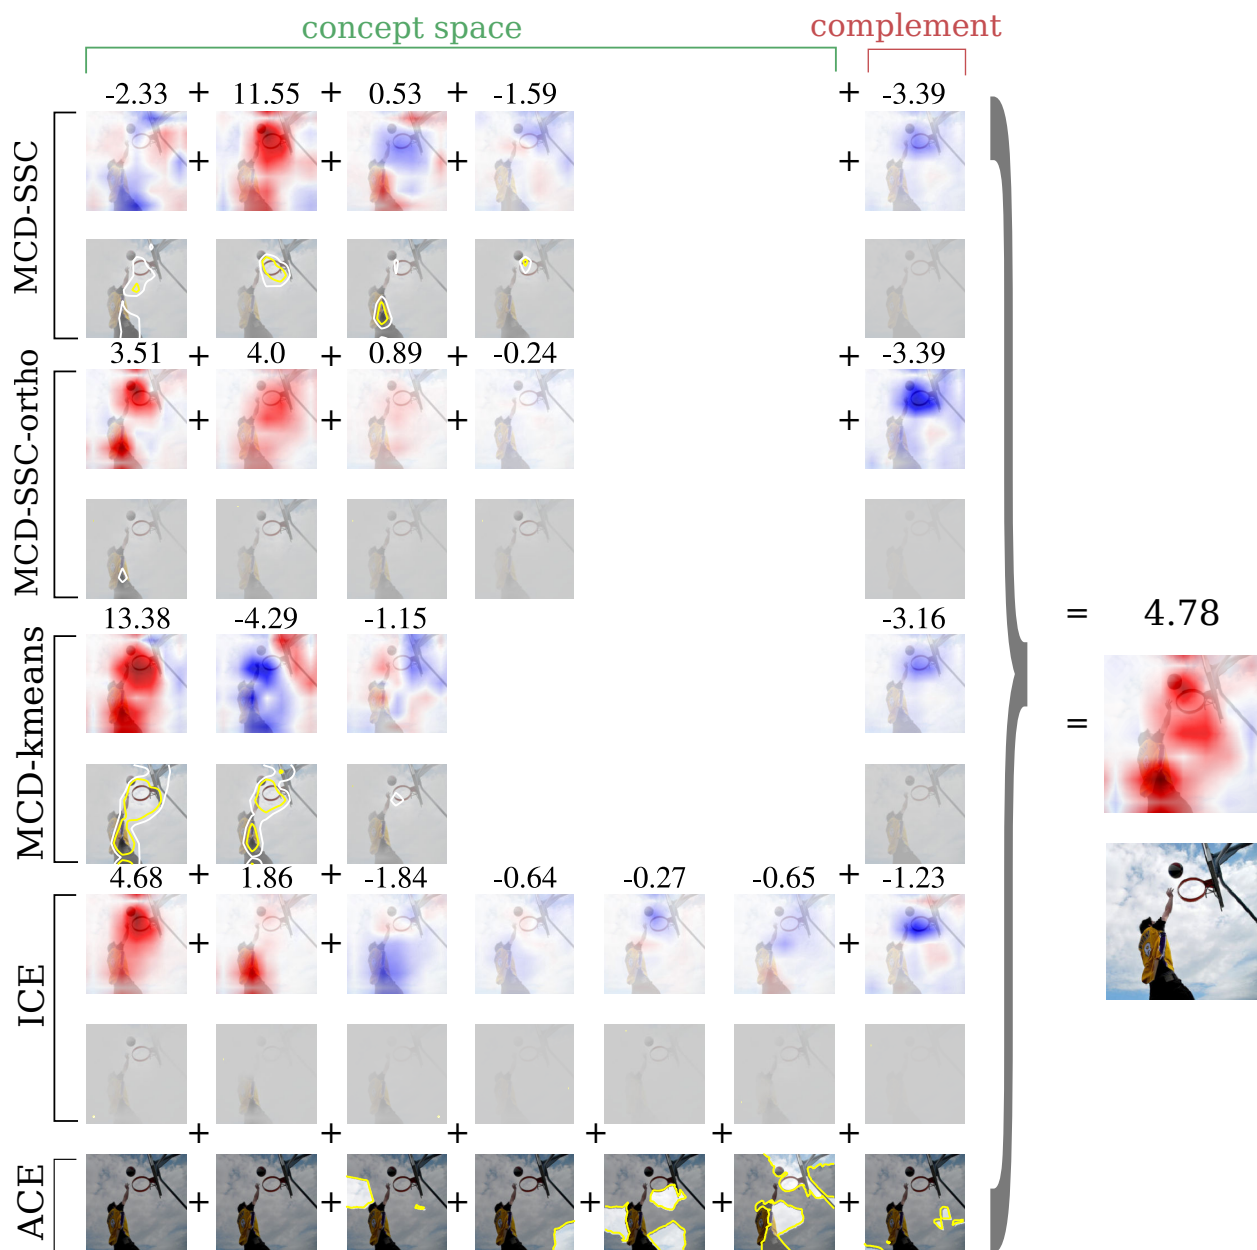 concept space
complement
-2.33 + 11.55 + 0.53 + -1.59 + -3.39
MCD-SSC
+ + + +
3.51 + 4.0 + 0.89 + -0.24 + -3.39
MCD-SSC-ortho
+ + + +
13.38 -4.29 -1.15 -3.16
= 4.78
MCD-kmeans
=
4.68 + 1.86 + -1.84 -0.64 -0.27 -0.65 + -1.23
ICE
+ + +
+ + + + + +
ACE
+ + + + + +